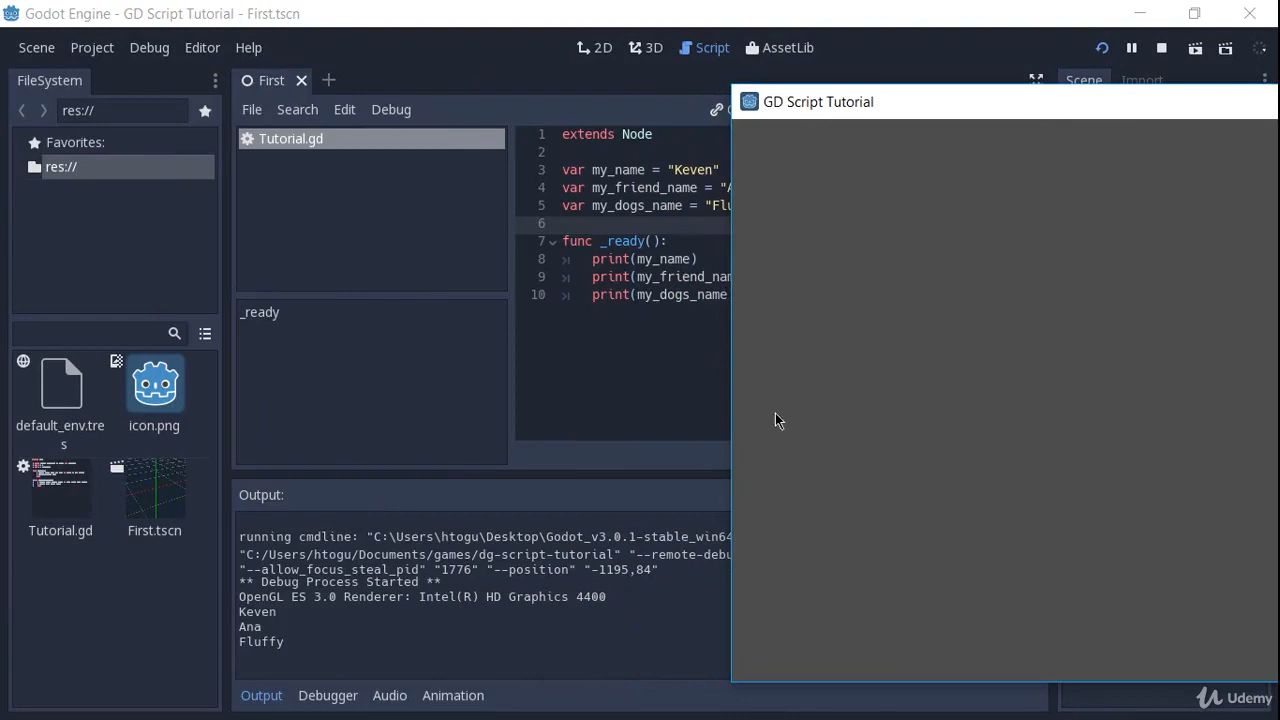 Godot Engine - GD Script Tutorial - First.tscn
Scene Project Debug Editor Help 2D 3D Script AssetLib
FileSystem First Scene Import
res:// File Search Edit Debug GD Script Tutorial
Favorites: Tutorial.gd 1 extends Node
res:// 2
3 var my_name = "Keven"
4 var my_friend_name = "A
5 var my_dogs_name = "Flu
6
7 func _ready():
8 print(my_name)
9 print(my_friend_nam
10 print(my_dogs_name
_ready
default_env.tre
s
icon.png
Tutorial.gd First.tscn
Output:
running cmdline: "C:\Users\htogu\Desktop\Godot_v3.0.1-stable_win64
"C:/Users/htogu/Documents/games/dg-script-tutorial" "--remote-debu
"--allow_focus_steal_pid" "1776" "--position" "-1195,84"
** Debug Process Started **
OpenGL ES 3.0 Renderer: Intel(R) HD Graphics 4400
Keven
Ana
Fluffy
Output Debugger Audio Animation
Udemy